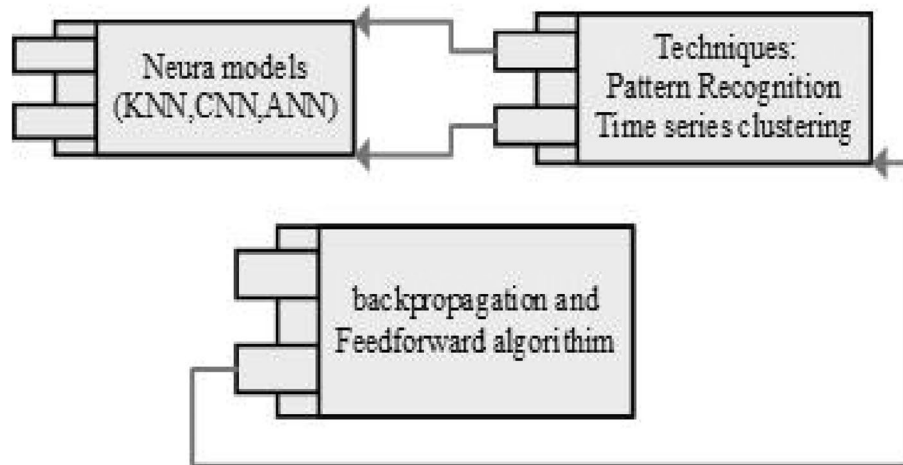 Neura models
(KNN,CNN,ANN)
Techniques:
Pattern Recognition
Time series clustering
backpropagation and
Feedforward algorithim